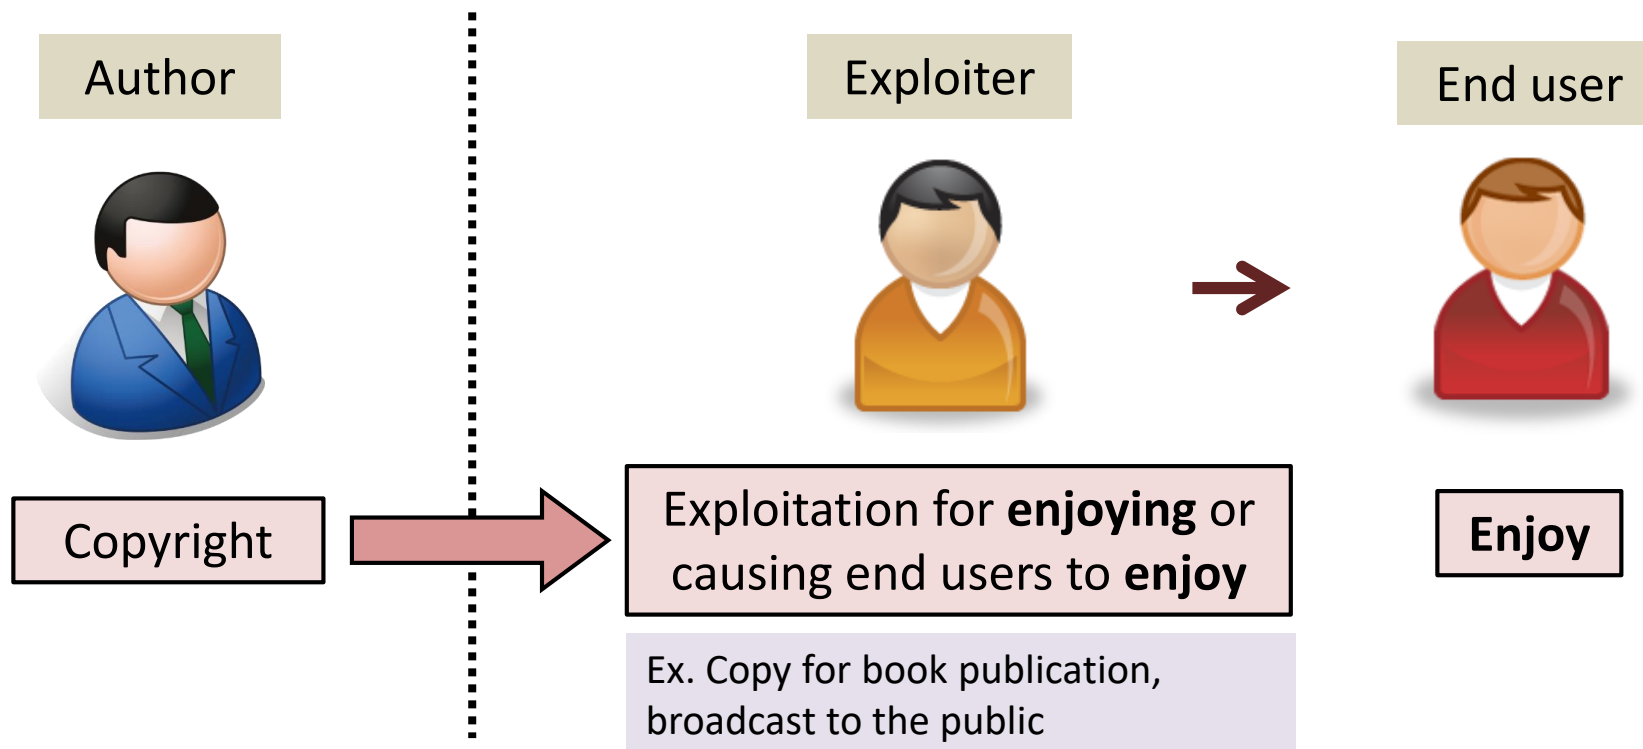 Author
Exploiter
End user
Copyright
Exploitation for enjoying or
causing end users to enjoy
Enjoy
Ex. Copy for book publication,
broadcast to the public